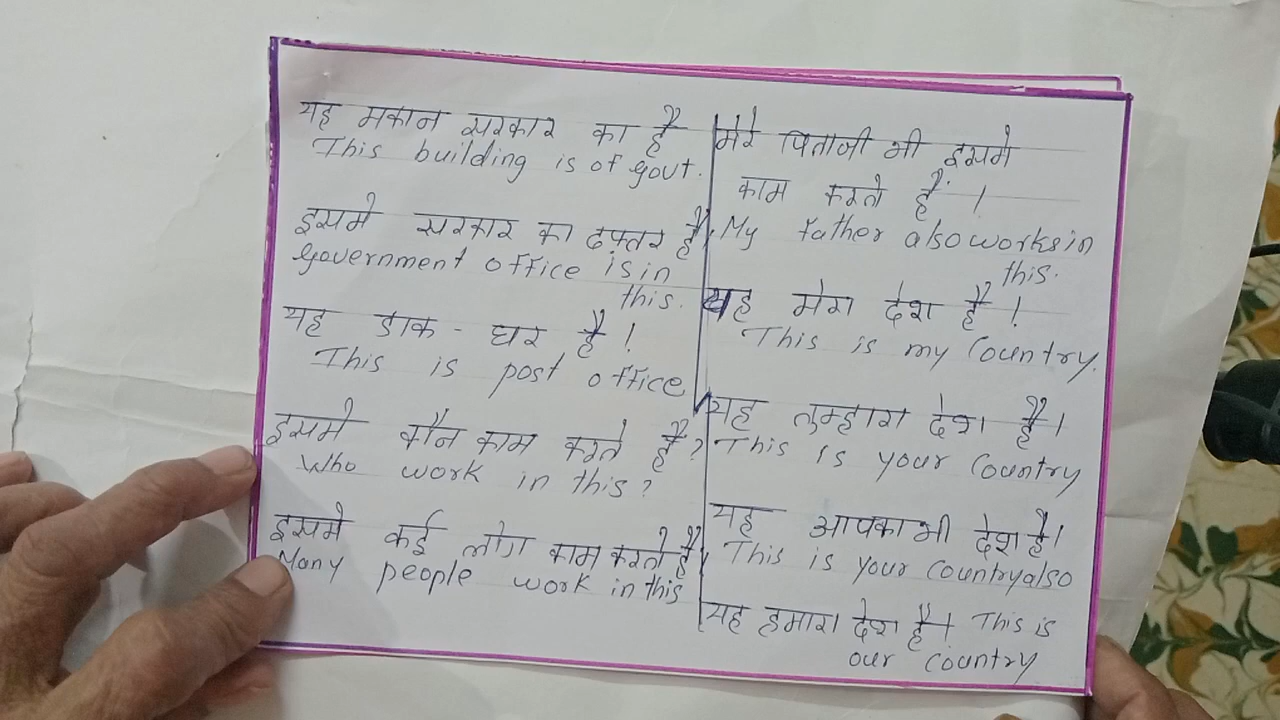 यह मकान सरकार का है
This building is of govt.
इसमे सरकार का दफ़्तर है
government office is in
this.
यह डाक - घर है !
This is post office
इसमे कौन काम करते है ?
Who work in this ?
इसमे कई लोग काम करते है
Many people work in this
मेरे पिताजी भी इसमे
काम करते हैं ।
My father also works in
this.
यह मेरा देश है !
This is my Country.
यह तुम्हारा देश है ।
This is your Country
यह आपका भी देश है ।
This is your Country also
यह हमारा देश है । This is
our Country